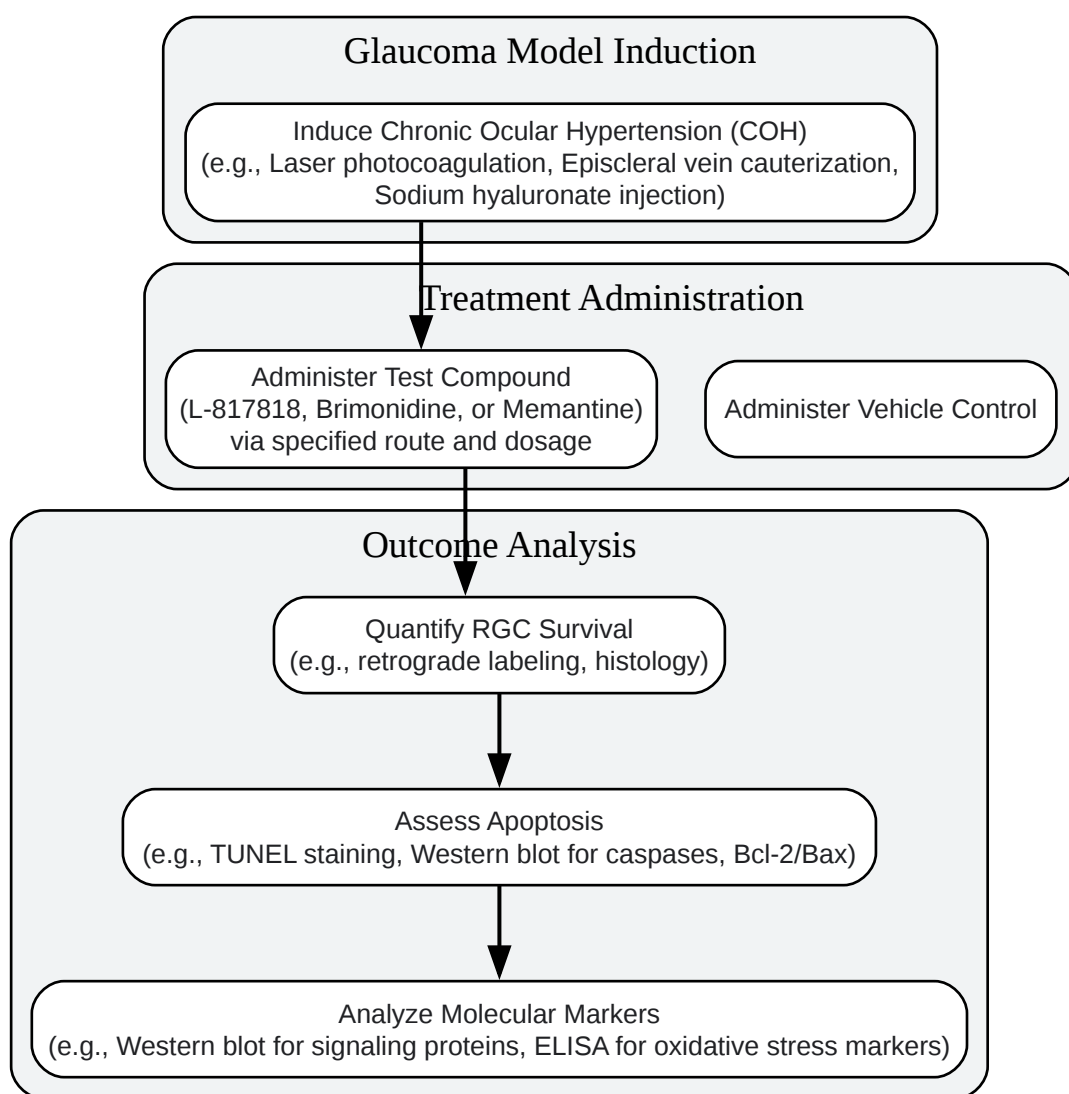 Glaucoma Model Induction
Induce Chronic Ocular Hypertension (COH)
(e.g., Laser photocoagulation, Episcleral vein cauterization,
Sodium hyaluronate injection)
Treatment Administration
Administer Test Compound
(L-817818, Brimonidine, or Memantine)
via specified route and dosage
Administer Vehicle Control
Outcome Analysis
Quantify RGC Survival
(e.g., retrograde labeling, histology)
Assess Apoptosis
(e.g., TUNEL staining, Western blot for caspases, Bcl-2/Bax)
Analyze Molecular Markers
(e.g., Western blot for signaling proteins, ELISA for oxidative stress markers)